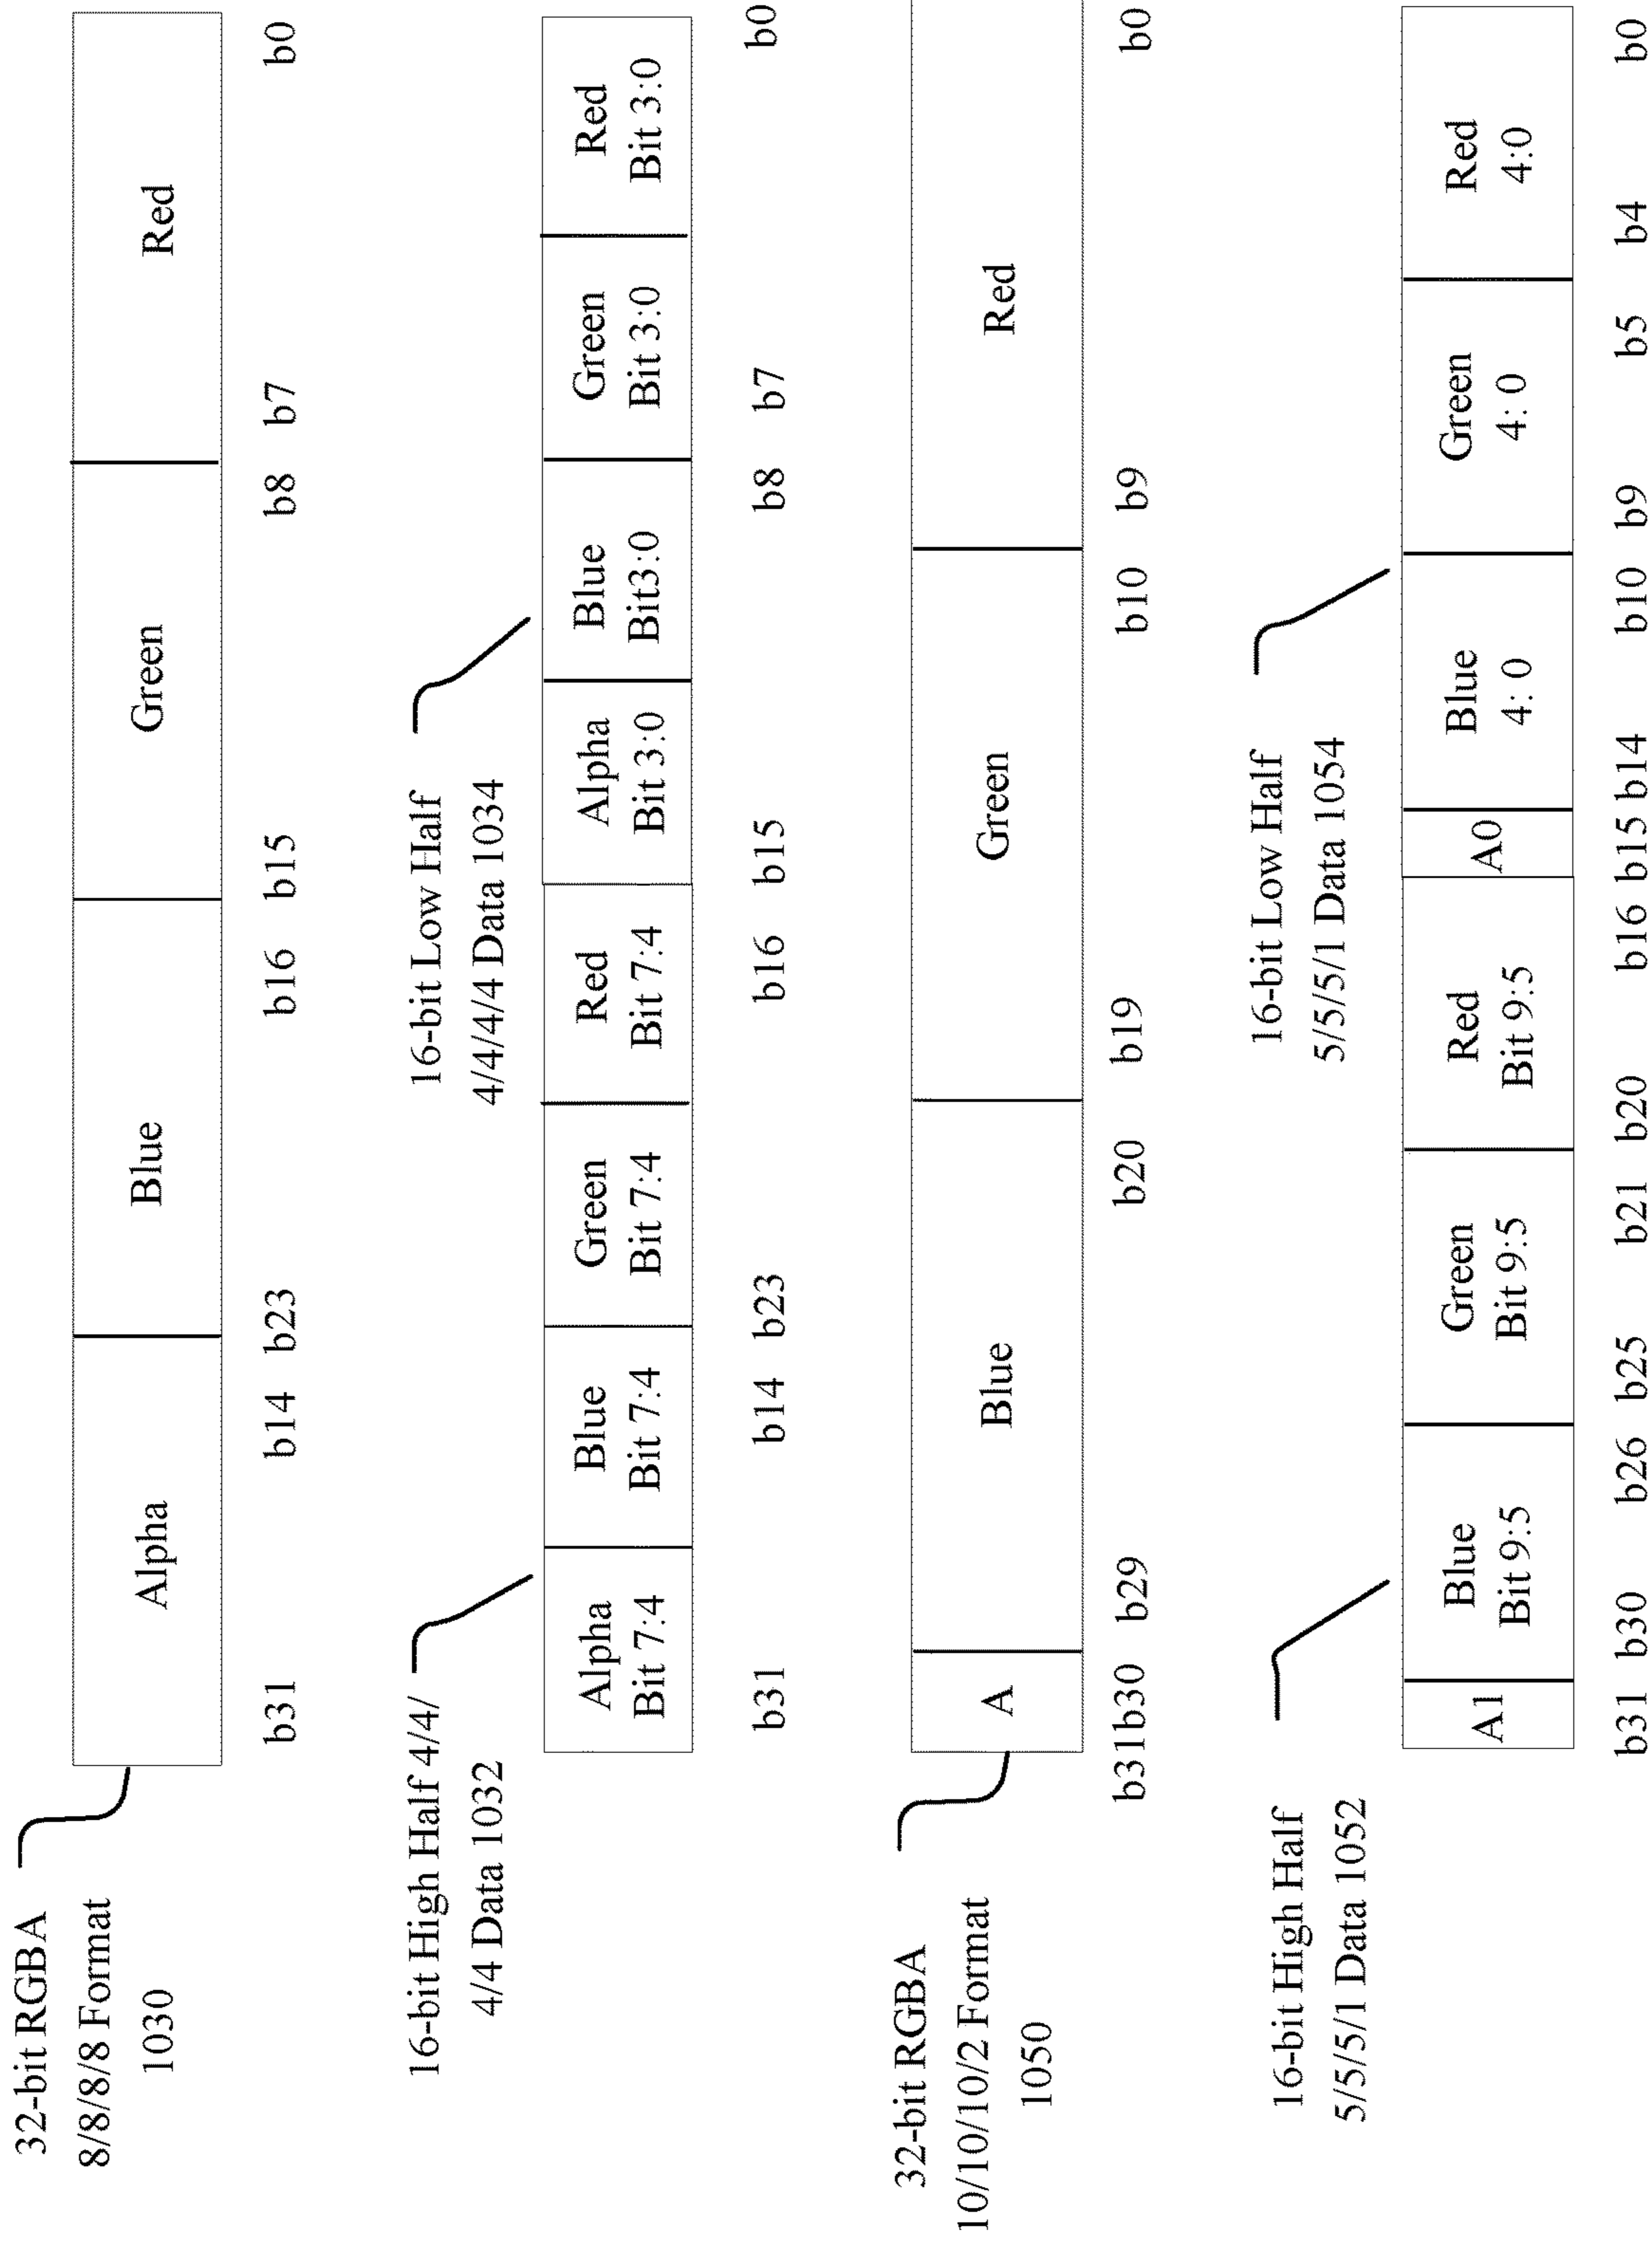 32-bit RGBA
8/8/8/8 Format
1030
Alpha
Blue
Green
Red
b31
b14
b23
b16
b15
b8
b7
b0
16-bit High Half 4/4/
4/4 Data 1032
16-bit Low Half
4/4/4/4 Data 1034
Alpha
Bit 7:4
Blue
Bit 7:4
Green
Bit 7:4
Red
Bit 7:4
Alpha
Bit 3:0
Blue
Bit3:0
Green
Bit 3:0
Red
Bit 3:0
b31
b14
b23
b16
b15
b8
b7
b0
32-bit RGBA
10/10/10/2 Format
1050
A
Blue
Green
Red
b31b30
b29
b20
b19
b10
b9
b0
16-bit High Half
5/5/5/1 Data 1052
16-bit Low Half
5/5/5/1 Data 1054
A1
Blue
Bit 9:5
Green
Bit 9:5
Red
Bit 9:5
A0
Blue
4: 0
Green
4: 0
Red
4:0
b31
b30
b26
b25
b21
b20
b16
b15
b14
b10
b9
b5
b4
b0